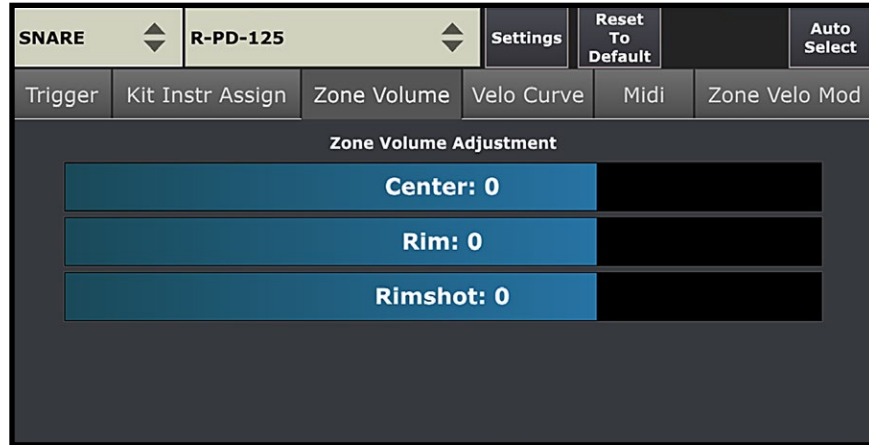 SNARE
R-PD-125
Settings
Reset
To
Default
Auto
Select
Trigger
Kit Instr Assign
Zone Volume
Velo Curve
Midi
Zone Velo Mod
Zone Volume Adjustment
Center: 0
Rim: 0
Rimshot: 0